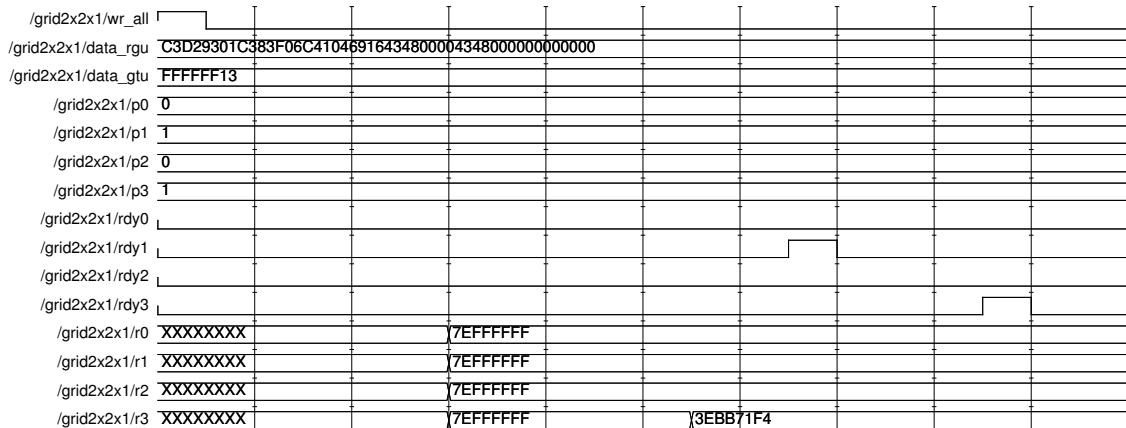 /grid2x2x1/wr_all
/grid2x2x1/data_rgu C3D29301C383F06C4104691643480000434800000000​0000
/grid2x2x1/data_gtu FFFFFF13
/grid2x2x1/p0 0
/grid2x2x1/p1 1
/grid2x2x1/p2 0
/grid2x2x1/p3 1
/grid2x2x1/rdy0
/grid2x2x1/rdy1
/grid2x2x1/rdy2
/grid2x2x1/rdy3
/grid2x2x1/r0 XXXXXXXX 7EFFFFFF
/grid2x2x1/r1 XXXXXXXX 7EFFFFFF
/grid2x2x1/r2 XXXXXXXX 7EFFFFFF
/grid2x2x1/r3 XXXXXXXX 7EFFFFFF 3EBB71F4